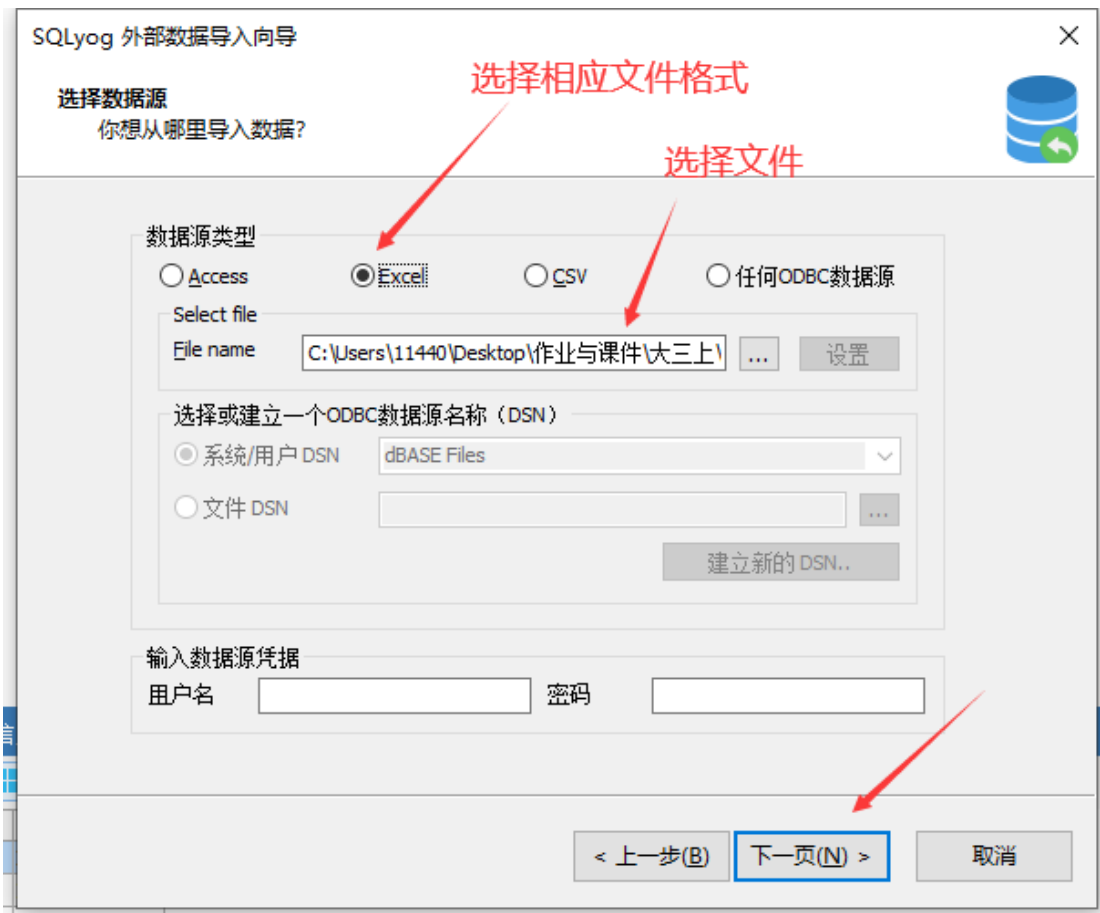 SQLyog 外部数据导入向导
选择相应文件格式
选择数据源
你想从哪里导入数据?
选择文件
数据源类型
Access Excel CSV 任何ODBC数据源
Select file
File name C:\Users\11440\Desktop\作业与课件\大三上\ ... 设置
选择或建立一个ODBC数据源名称（DSN）
系统/用户 DSN dBASE Files
文件 DSN ...
建立新的 DSN..
输入数据源凭据
用户名 密码
< 上一步(B) 下一页(N) > 取消